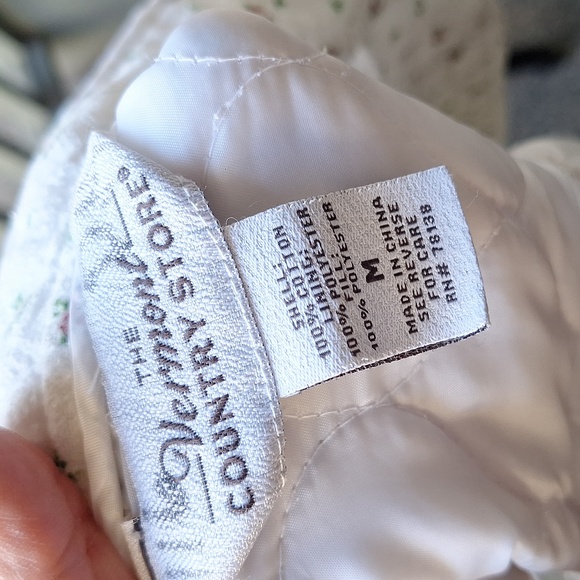 THE
Vermont
COUNTRY STORE®
SHELL:
100% COTTON
LINING:
100% POLYESTER
FILL:
100% POLYESTER
M
MADE IN CHINA
SEE REVERSE
FOR CARE
RN# 78138